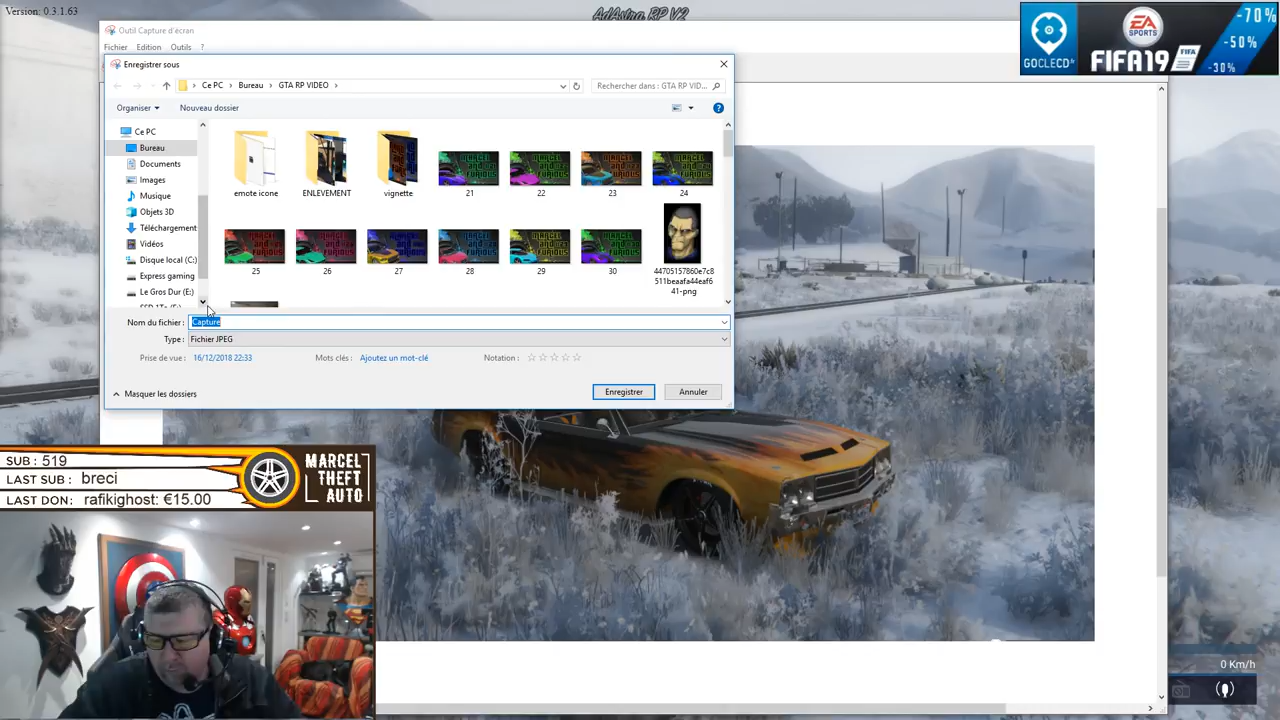 Version: 0.3.1.63
AdAstra RP V2
Outil Capture d'écran
Fichier Edition Outils ?
Enregistrer sous
Ce PC > Bureau > GTA RP VIDEO >
Rechercher dans : GTA RP VID...
Organiser
Nouveau dossier
Ce PC
Bureau
Documents
Images
Musique
Objets 3D
Téléchargement
Vidéos
Disque local (C:)
Express gaming
Le Gros Dur (E:)
emote icone
ENLEVEMENT
vignette
21
22
23
24
25
26
27
28
29
30
44705157860e7c8
511beaafa44eaf6
41-png
Nom du fichier : Capture
Type : Fichier JPEG
Prise de vue : 16/12/2018 22:33
Mots clés : Ajoutez un mot-clé
Notation : ☆☆☆☆☆
Masquer les dossiers
Enregistrer
Annuler
GOCLECD
EA
SPORTS
FIFA19
FIFA
-70%
-50%
-30%
SUB : 519
LAST SUB : breci
LAST DON: rafikighost: €15.00
MARCEL
THEFT
AUTO
0 Km/h